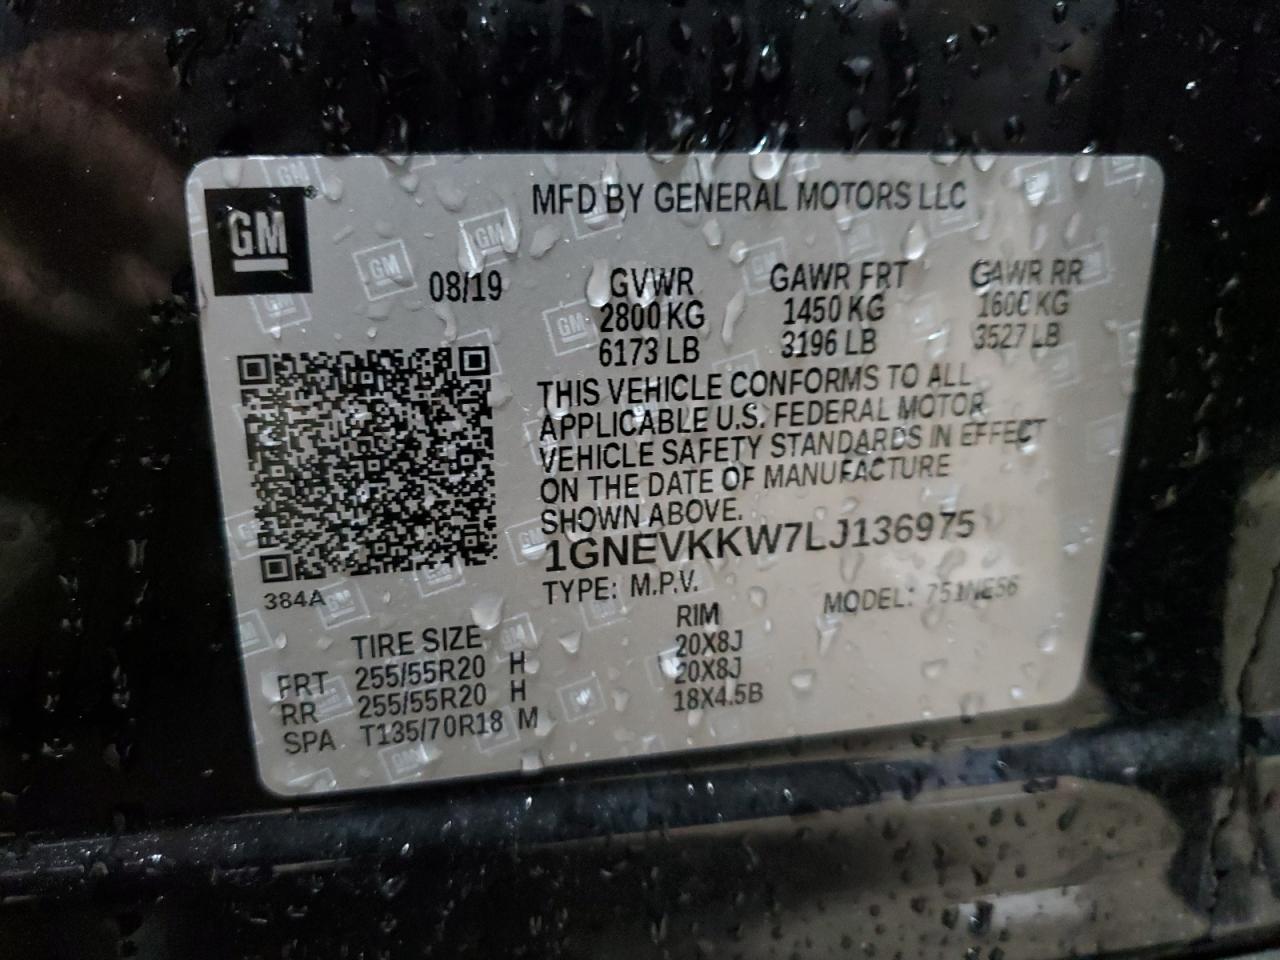 GM
MFD BY GENERAL MOTORS LLC
08/19
GVWR GAWR FRT GAWR RR
2800 KG 1450 KG 1600 KG
6173 LB 3196 LB 3527 LB
THIS VEHICLE CONFORMS TO ALL
APPLICABLE U.S. FEDERAL MOTOR
VEHICLE SAFETY STANDARDS IN EFFECT
ON THE DATE OF MANUFACTURE
SHOWN ABOVE.
1GNEVKKW7LJ136975
TYPE: M.P.V. MODEL:
384A
TIRE SIZE RIM
FRT 255/55R20 H 20X8J
RR 255/55R20 H 20X8J
SPA T135/70R18 M 18X4.5B